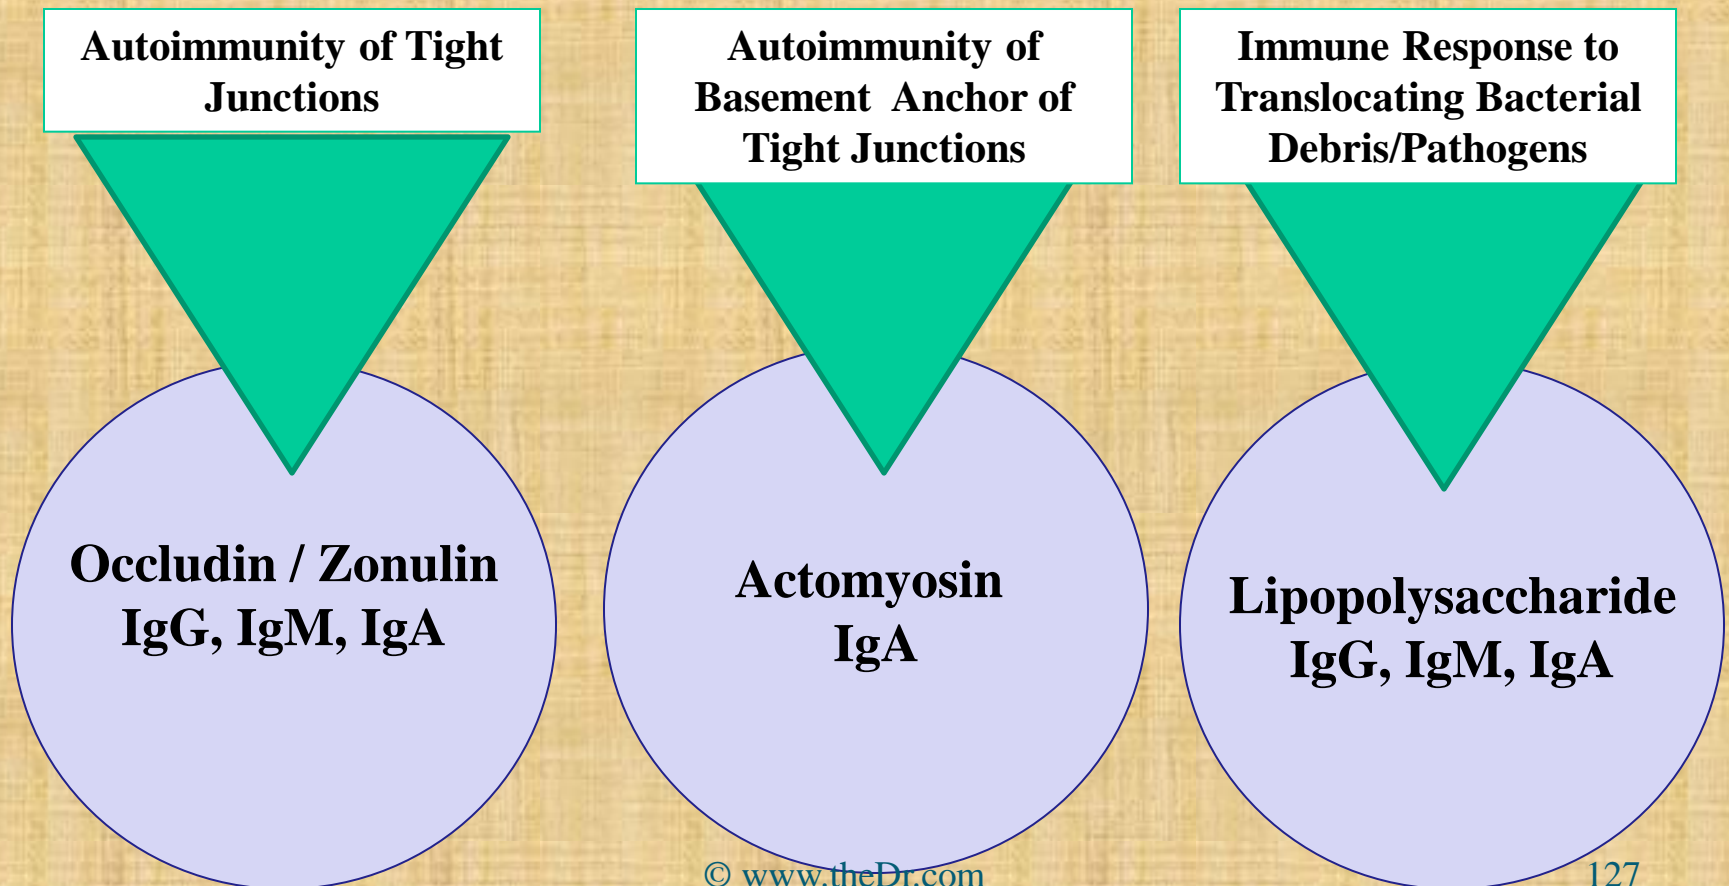 Autoimmunity of Tight
Junctions
Autoimmunity of
Basement Anchor of
Tight Junctions
Immune Response to
Translocating Bacterial
Debris/Pathogens
Occludin / Zonulin
IgG, IgM, IgA
Actomyosin
IgA
Lipopolysaccharide
IgG, IgM, IgA
© www.theDr.com
127